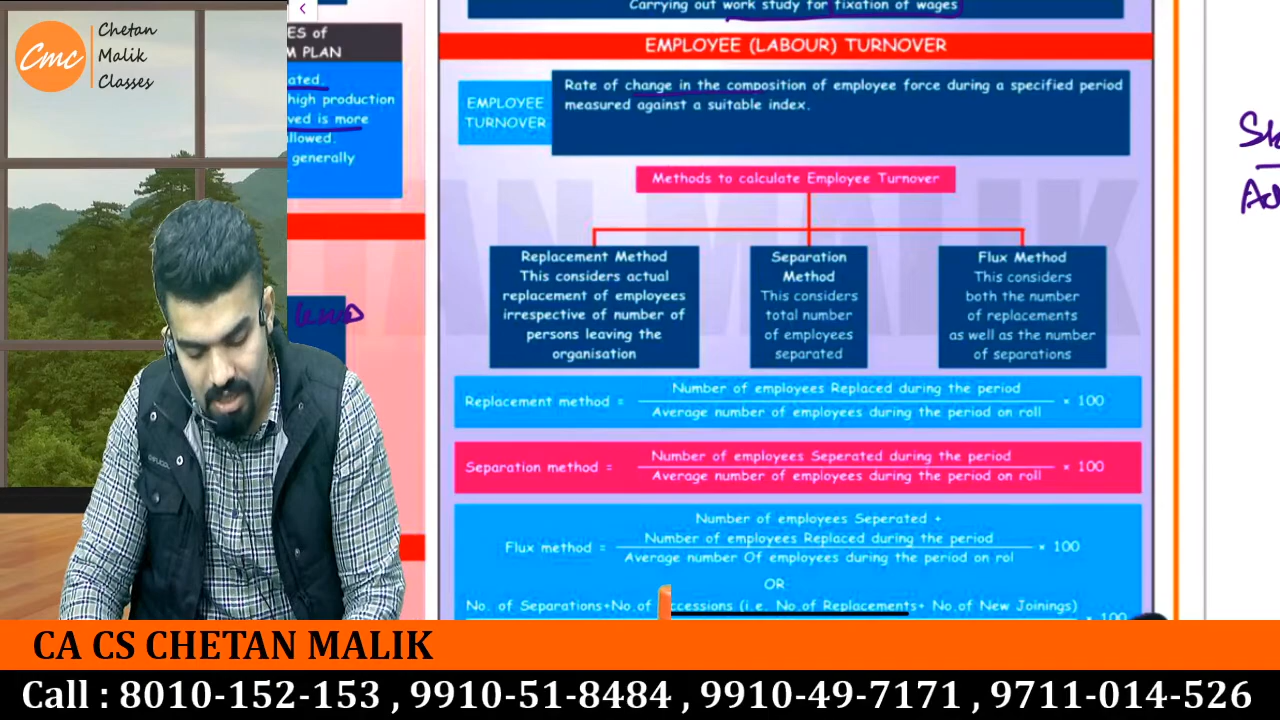 Cmc
Chetan
Malik
Classes
ES of
M PLAN
ated.
high production
ved is more
llowed.
generally
Carrying out work study for fixation of wages
EMPLOYEE (LABOUR) TURNOVER
EMPLOYEE
TURNOVER
Rate of change in the composition of employee force during a specified period
measured against a suitable index.
Methods to calculate Employee Turnover
Replacement Method
This considers actual
replacement of employees
irrespective of number of
persons leaving the
organisation
Separation
Method
This considers
total number
of employees
separated
Flux Method
This considers
both the number
of replacements
as well as the number
of separations
Replacement method = Number of employees Replaced during the period × 100
Average number of employees during the period on roll
Separation method = Number of employees Seperated during the period × 100
Average number of employees during the period on roll
Number of employees Seperated +
Flux method = Number of employees Replaced during the period × 100
Average number Of employees during the period on rol
OR
No. of Separations+No.of ccessions (i.e. No.of Replacements+ No.of New Joinings)
× 100
CA CS CHETAN MALIK
Call : 8010-152-153 , 9910-51-8484 , 9910-49-7171 , 9711-014-526